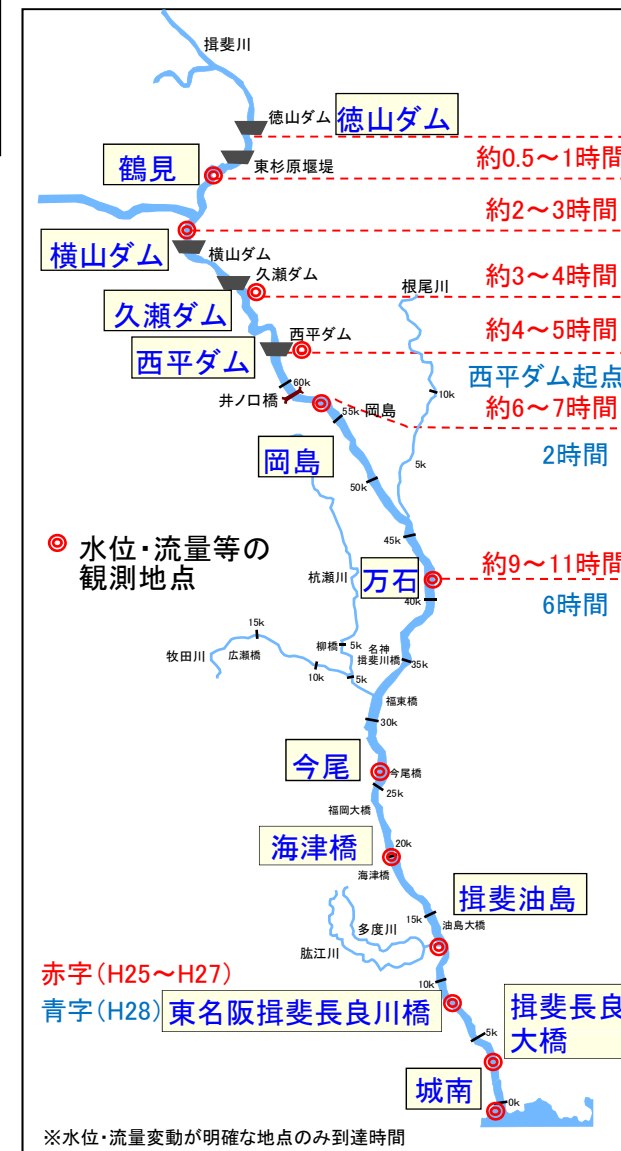 揖斐川
徳山ダム
徳山ダム
約0.5～1時間
東杉原堰堤
鶴見
約2～3時間
横山ダム
横山ダム
久瀬ダム
根尾川
約3～4時間
久瀬ダム
西平ダム
約4～5時間
西平ダム
西平ダム起点
60k
10k
井ノ口橋
55k
岡島
約6～7時間
5k
2時間
岡島
50k
45k
水位・流量等の
観測地点
約9～11時間
杭瀬川
万石
40k
6時間
15k
牧田川
広瀬橋
柳橋
5k
名神
揖斐川橋
35k
10k
5k
福束橋
30k
今尾
今尾橋
25k
福岡大橋
20k
海津橋
海津橋
揖斐油島
15k
油島大橋
多度川
肱江川
赤字(H25～H27)
10k
青字(H28)
東名阪揖斐長良川橋
揖斐長良
大橋
5k
城南
0k
※水位・流量変動が明確な地点のみ到達時間